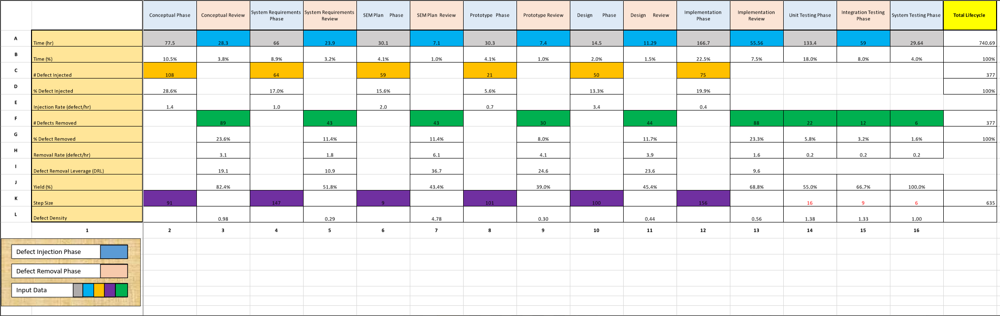 Conceptual Phase Conceptual Review System Requirements Phase System Requirements Review SEM Plan Phase SEM Plan Review Prototype Phase Prototype Review Design Phase Design Review Implementation Phase Implementation Review Unit Testing Phase Integration Testing Phase System Testing Phase Total Lifecycle
A Time (hr) 77.5 28.3 66 23.9 30.1 7.1 30.3 7.4 14.5 11.29 166.7 55.56 133.4 59 29.64 740.69
B Time (%) 10.5% 3.8% 8.9% 3.2% 4.1% 1.0% 4.1% 1.0% 2.0% 1.5% 22.5% 7.5% 18.0% 8.0% 4.0% 100%
C # Defect Injected 108 64 59 21 50 75 377
D % Defect Injected 28.6% 17.0% 15.6% 5.6% 13.3% 19.9% 100%
E Injection Rate (defect/hr) 1.4 1.0 2.0 0.7 3.4 0.4
F # Defects Removed 89 43 43 30 44 88 22 12 6 377
G % Defect Removed 23.6% 11.4% 11.4% 8.0% 11.7% 23.3% 5.8% 3.2% 1.6% 100%
H Removal Rate (defect/hr) 3.1 1.8 6.1 4.1 3.9 1.6 0.2 0.2 0.2
I Defect Removal Leverage (DRL) 19.1 10.9 36.7 24.6 23.6 9.6
J Yield (%) 82.4% 51.8% 43.4% 39.0% 45.4% 68.8% 55.0% 66.7% 100.0%
K Step Size 91 147 9 101 100 156 16 9 6 635
L Defect Density 0.98 0.29 4.78 0.30 0.44 0.56 1.38 1.33 1.00
1 2 3 4 5 6 7 8 9 10 11 12 13 14 15 16
Defect Injection Phase
Defect Removal Phase
Input Data